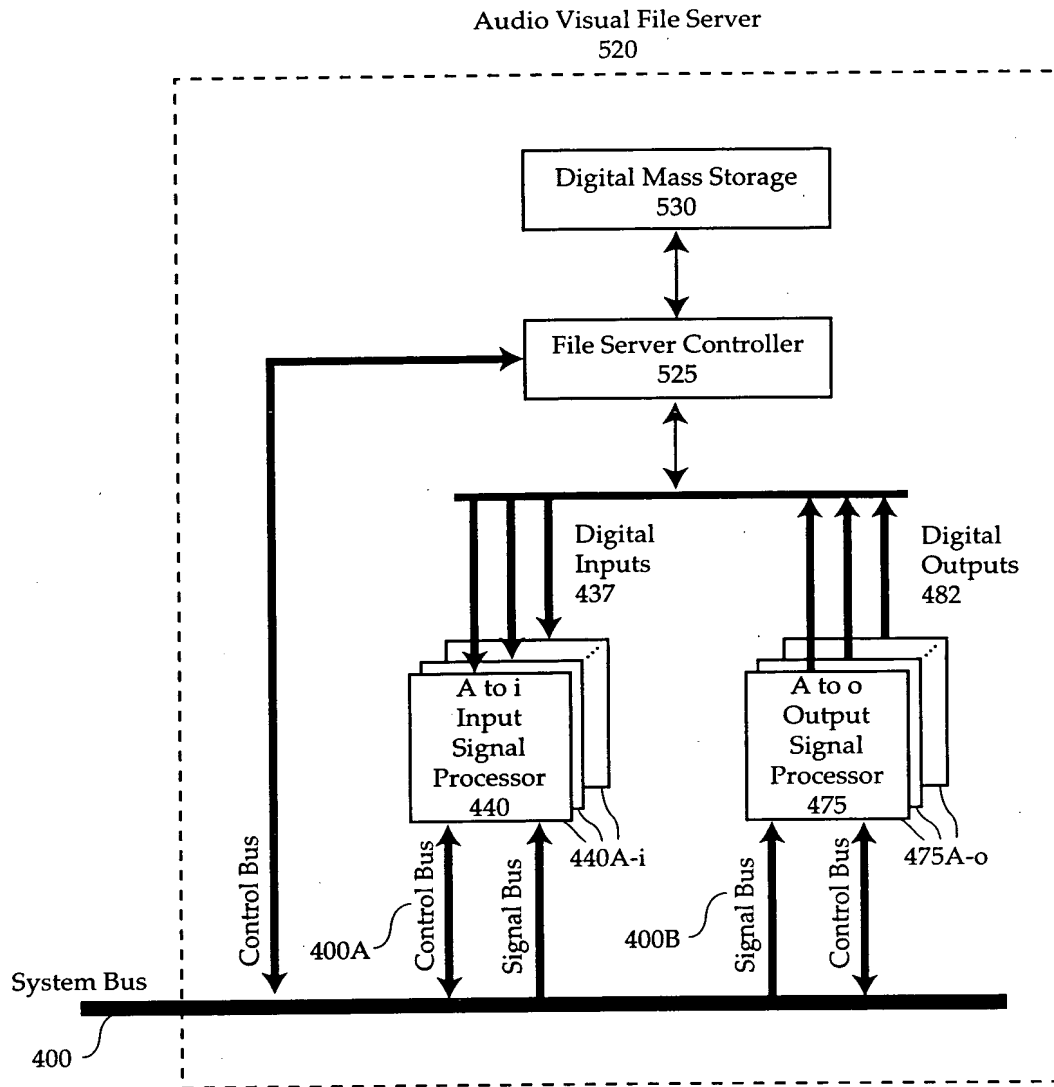 Audio Visual File Server
520
Digital Mass Storage
530
File Server Controller
525
Digital
Inputs
437
Digital
Outputs
482
A to i
Input
Signal
Processor
440
A to o
Output
Signal
Processor
475
440A-i
475A-o
Control Bus
400A
Control Bus
Signal Bus
400B
Signal Bus
Control Bus
System Bus
400